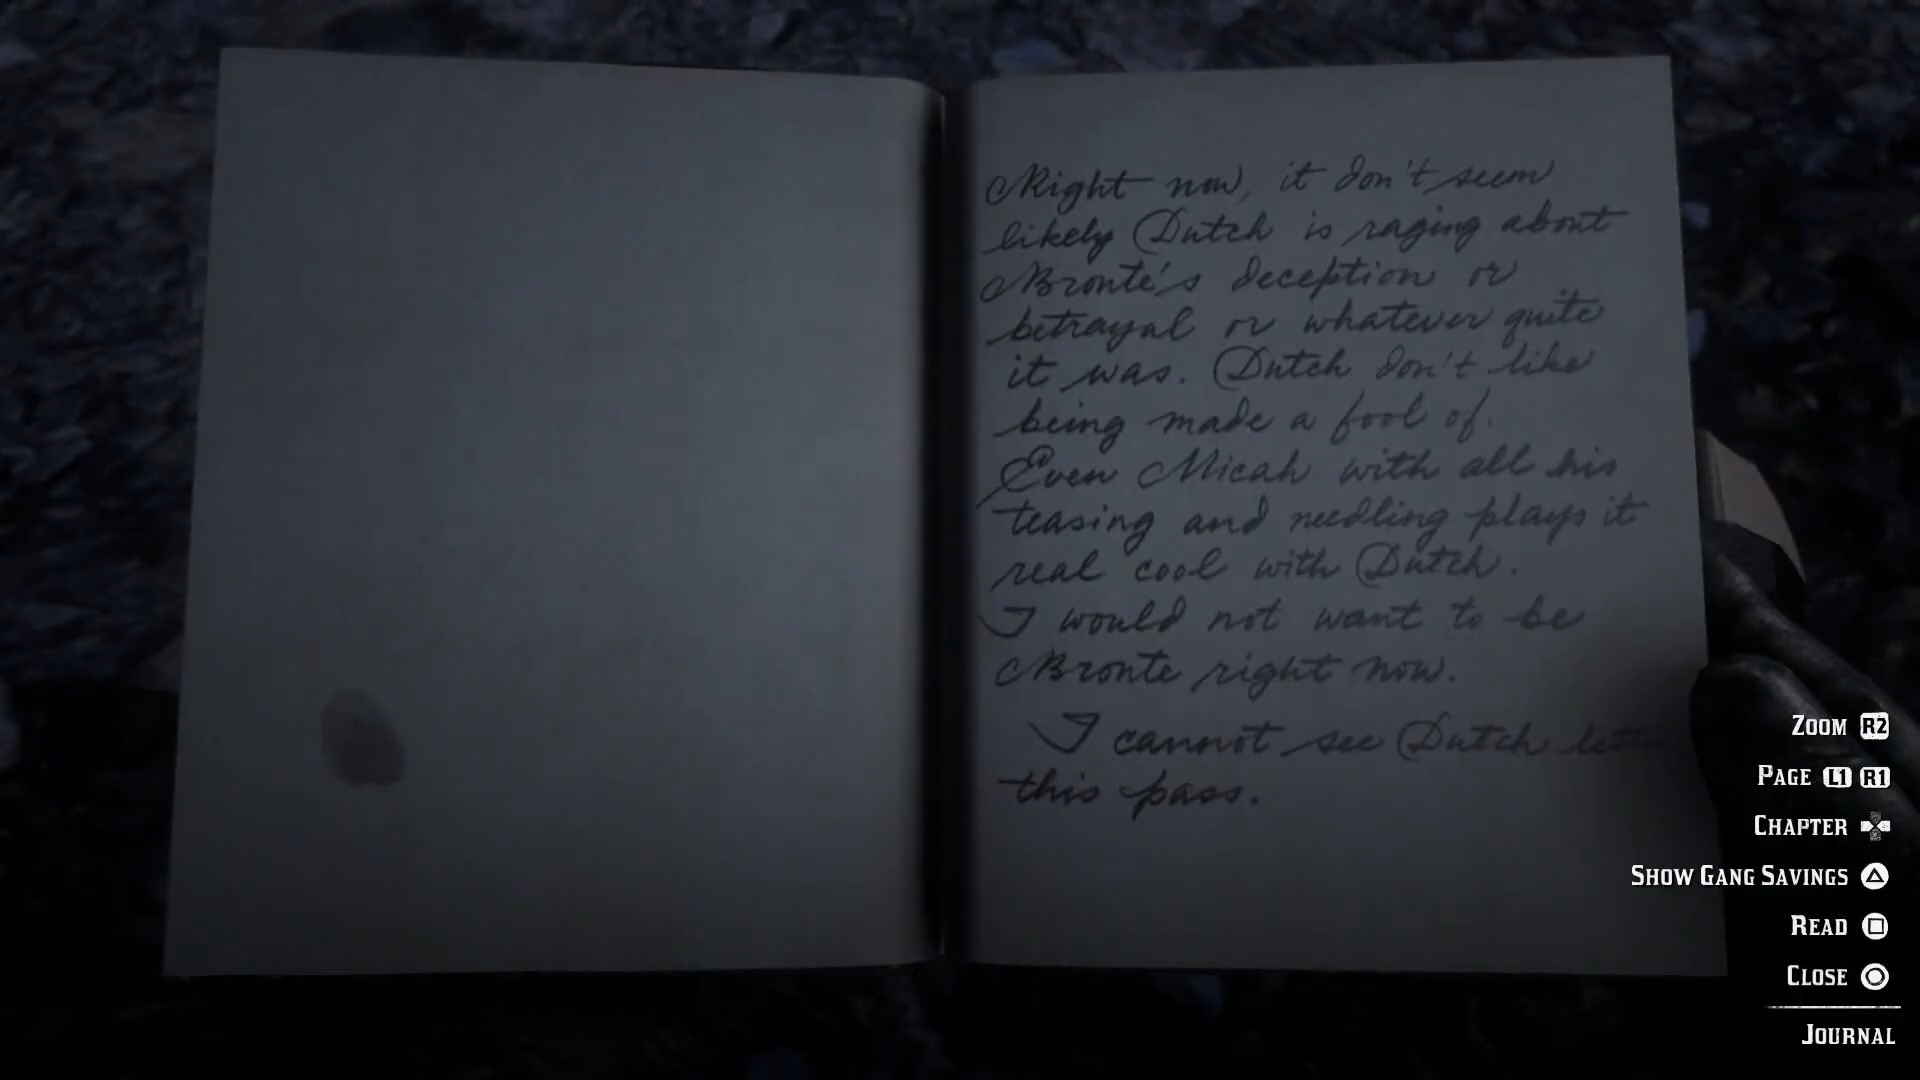 Right now, it don't seem
likely Dutch is raging about
Bronte's deception or
betrayal or whatever quite
it was. Dutch don't like
being made a fool of.
Even Micah with all his
teasing and needling plays it
real cool with Dutch.
I would not want to be
Bronte right now.
I cannot see Dutch
this pass.
ZOOM R2
PAGE L1 R1
CHAPTER
SHOW GANG SAVINGS
READ
CLOSE
JOURNAL